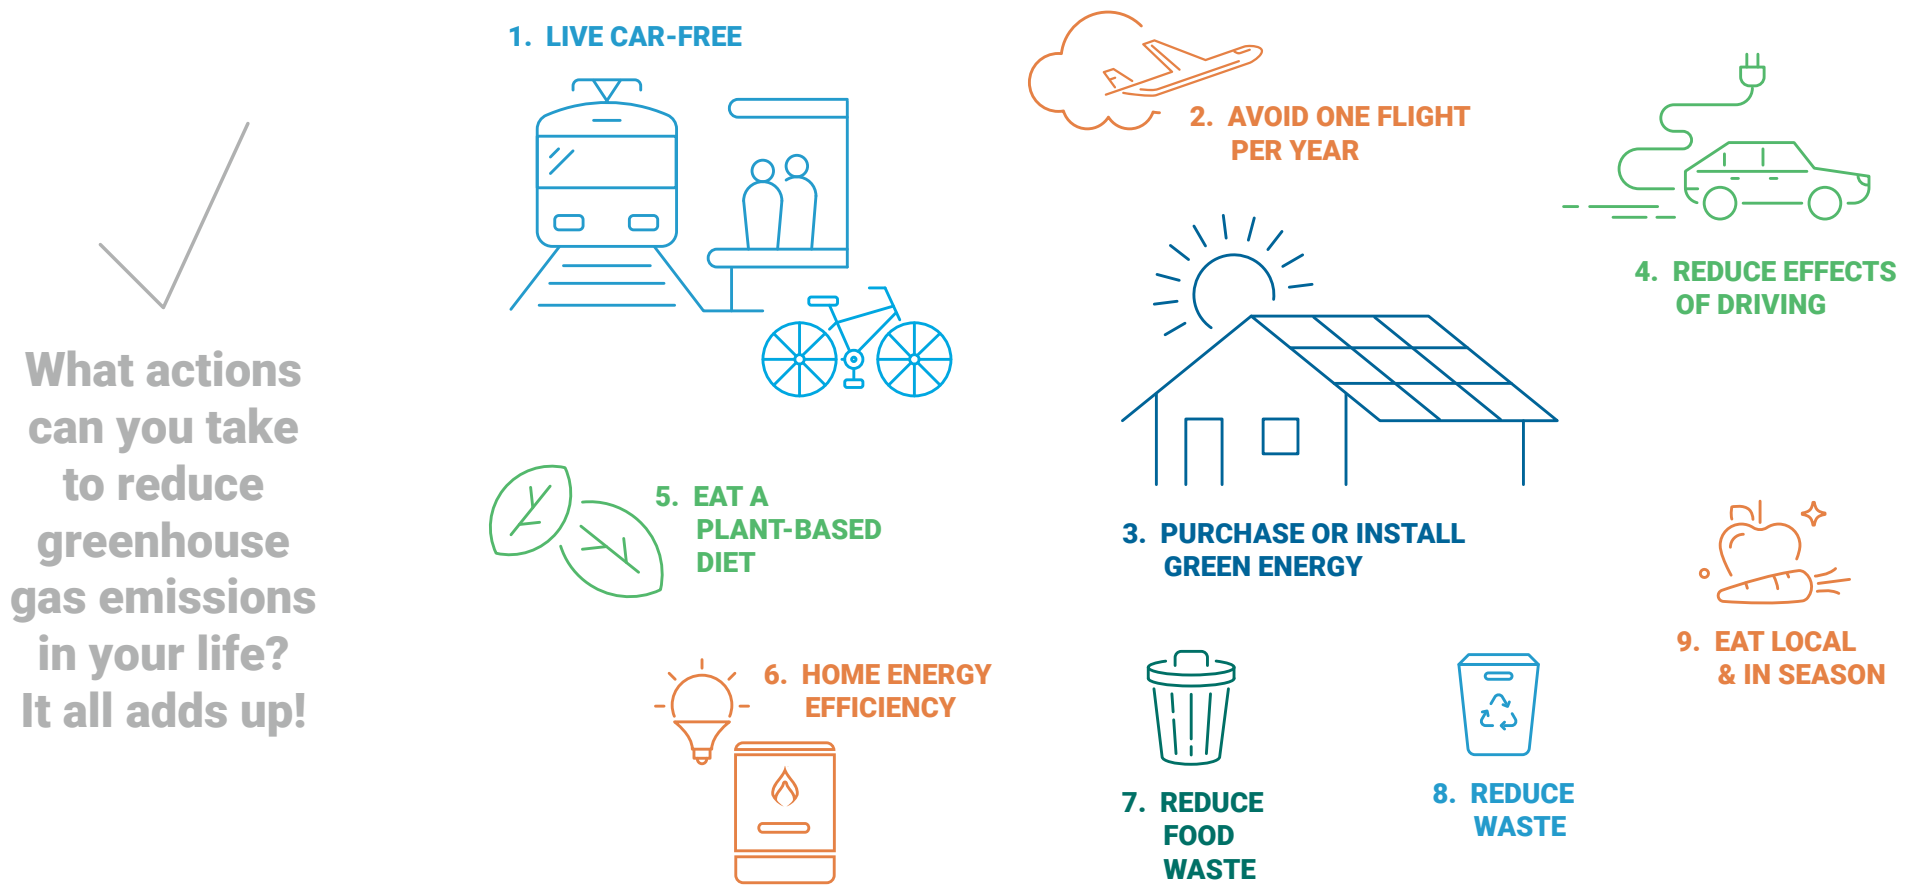 What actions
can you take
to reduce
greenhouse
gas emissions
in your life?
It all adds up!
1. LIVE CAR-FREE
2. AVOID ONE FLIGHT
PER YEAR
3. PURCHASE OR INSTALL
GREEN ENERGY
4. REDUCE EFFECTS
OF DRIVING
5. EAT A
PLANT-BASED
DIET
6. HOME ENERGY
EFFICIENCY
7. REDUCE
FOOD
WASTE
8. REDUCE
WASTE
9. EAT LOCAL
& IN SEASON